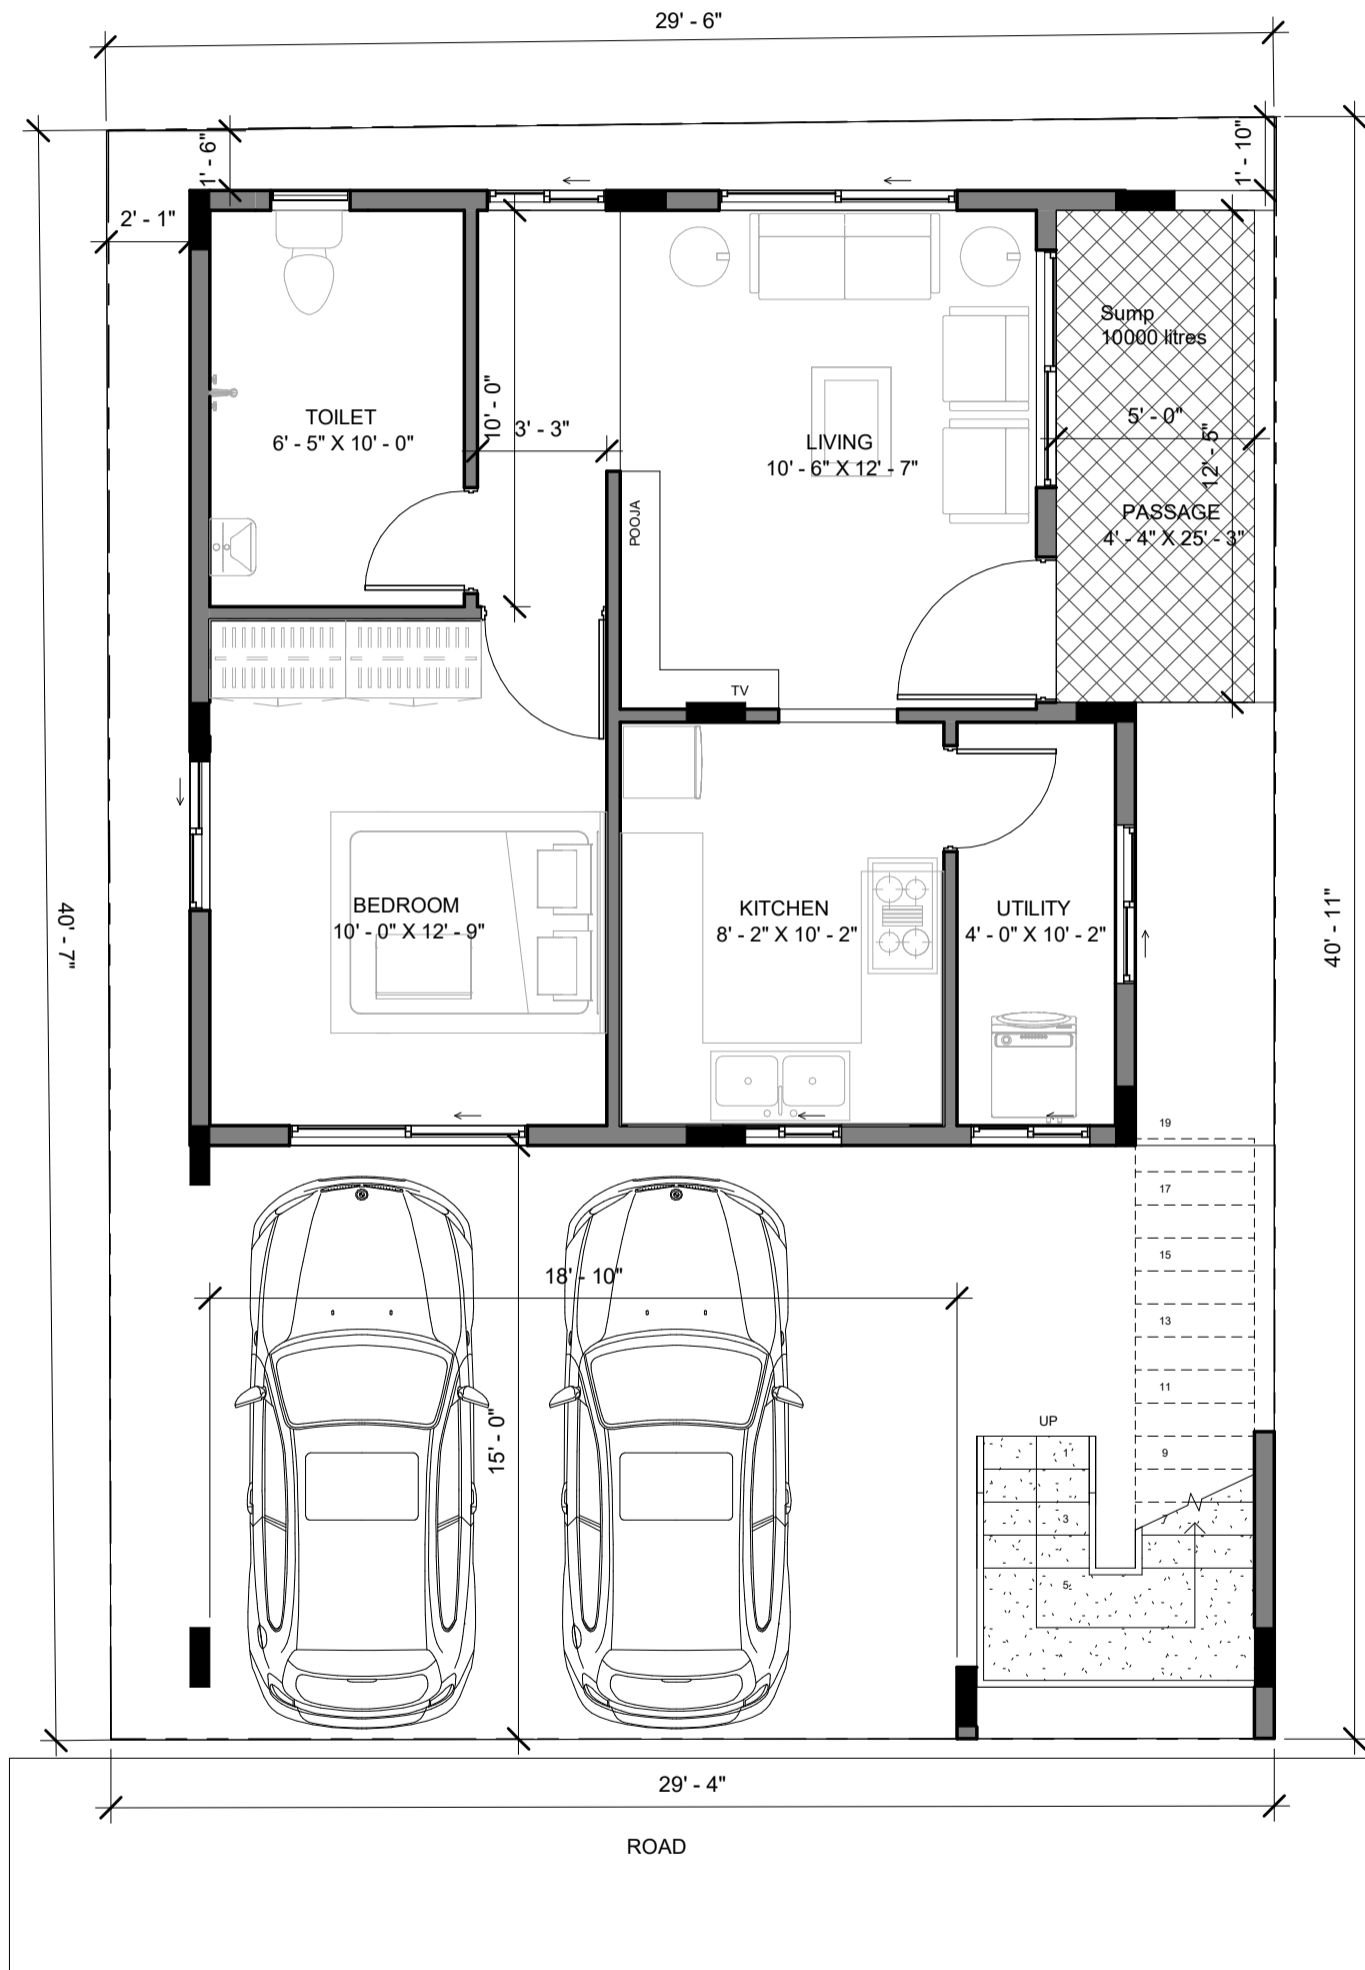 29' - 6"
1' - 6"
1' - 10"
2' - 1"
Sump
10000 litres
10' - 0"
3' - 3"
TOILET
6' - 5" X 10' - 0"
LIVING
10' - 6" X 12' - 7"
5' - 0"
12' - 5"
POOJA
PASSAGE
4' - 4" X 25' - 3"
TV
40' - 7"
BEDROOM
10' - 0" X 12' - 9"
KITCHEN
8' - 2" X 10' - 2"
UTILITY
4' - 0" X 10' - 2"
40' - 11"
19
17
15
18' - 10"
13
11
15' - 0"
UP
1
9
3
7
5
29' - 4"
ROAD